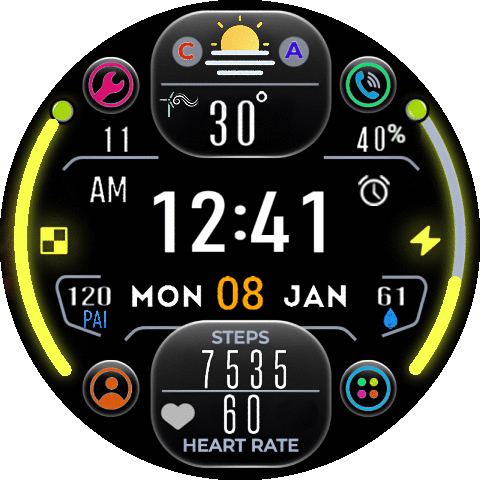 C A
30°
11 40%
AM
12:41
MON 08 JAN
120 61
PAI
STEPS
7535
60
HEART RATE